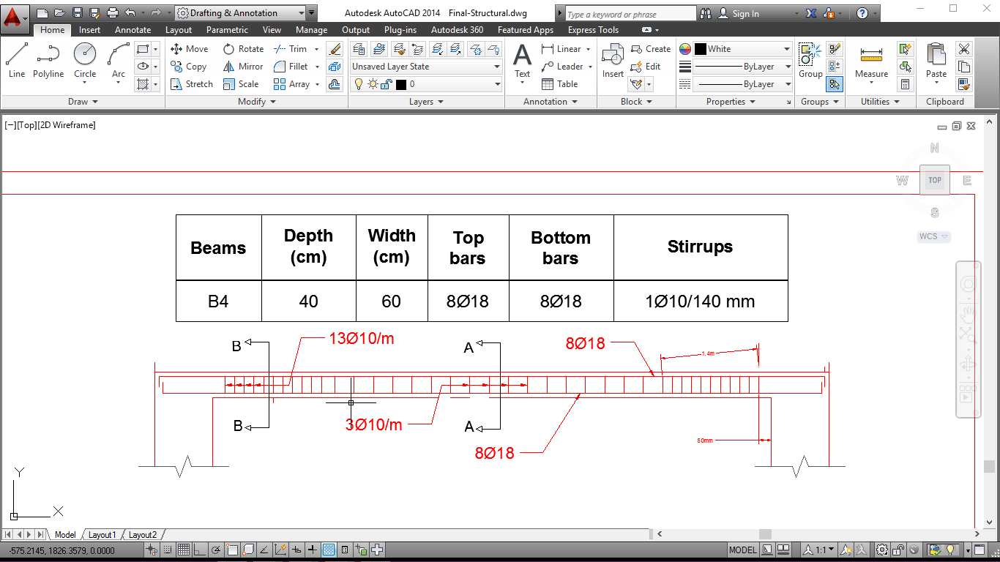 Drafting & Annotation
Autodesk AutoCAD 2014 Final-Structural.dwg
Type a keyword or phrase
Sign In
Home Insert Annotate Layout Parametric View Manage Output Plug-ins Autodesk 360 Featured Apps Express Tools
Move Rotate Trim
Copy Mirror Fillet
Stretch Scale Array
Line Polyline Circle Arc
Unsaved Layer State
0
Text
Linear
Leader
Table
Insert
Create
Edit
White
ByLayer
ByLayer
Group
Measure
Paste
Draw Modify Layers Annotation Block Properties Groups Utilities Clipboard
[−][Top][2D Wireframe]
N
W TOP E
S
WCS
Beams Depth (cm) Width (cm) Top bars Bottom bars Stirrups
B4 40 60 8Ø18 8Ø18 1Ø10/140 mm
B 13Ø10/m A 8Ø18 1.4m
B 3Ø10/m A 50mm
8Ø18
Y
X
Model Layout1 Layout2
-575.2145, 1826.3579, 0.0000
MODEL 1:1